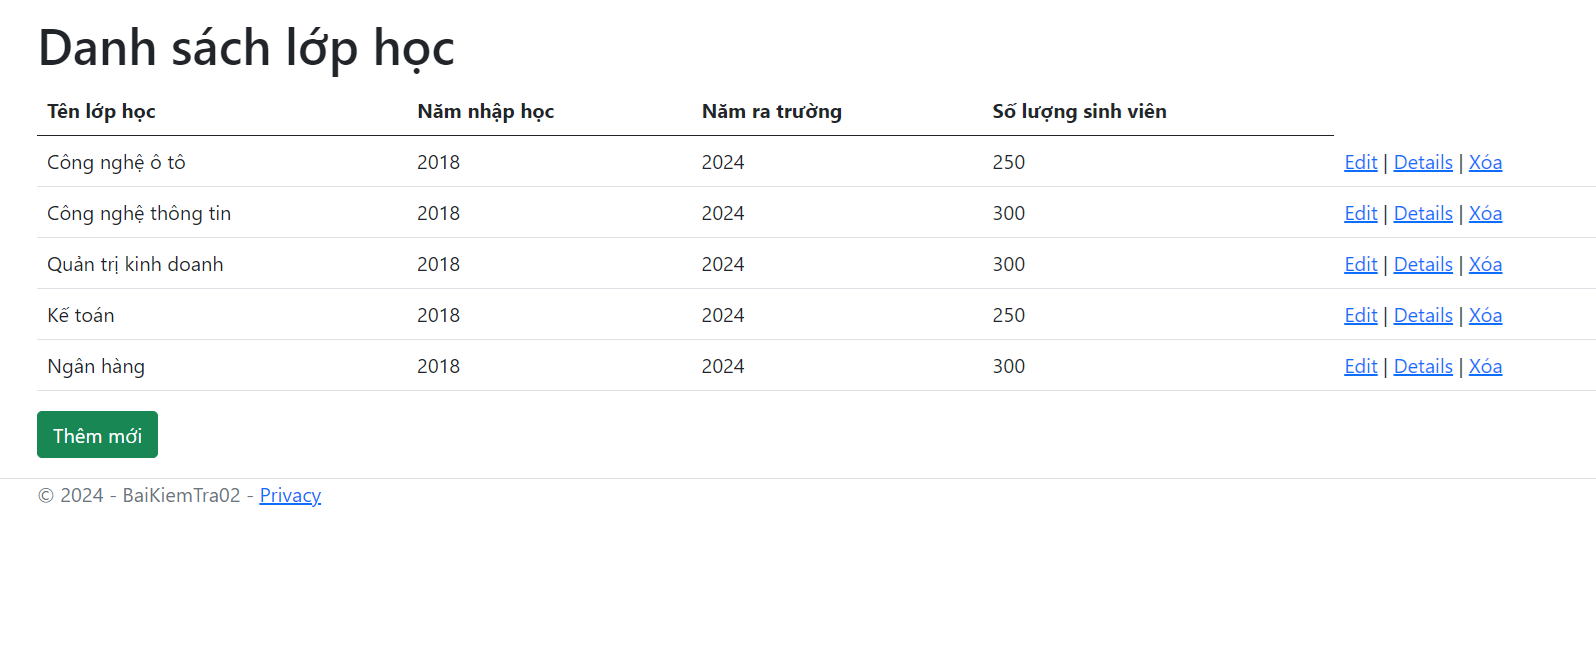 Danh sách lớp học
Tên lớp học Năm nhập học Năm ra trường Số lượng sinh viên
Công nghệ ô tô 2018 2024 250 Edit | Details | Xóa
Công nghệ thông tin 2018 2024 300 Edit | Details | Xóa
Quản trị kinh doanh 2018 2024 300 Edit | Details | Xóa
Kế toán 2018 2024 250 Edit | Details | Xóa
Ngân hàng 2018 2024 300 Edit | Details | Xóa
Thêm mới
© 2024 - BaiKiemTra02 - Privacy